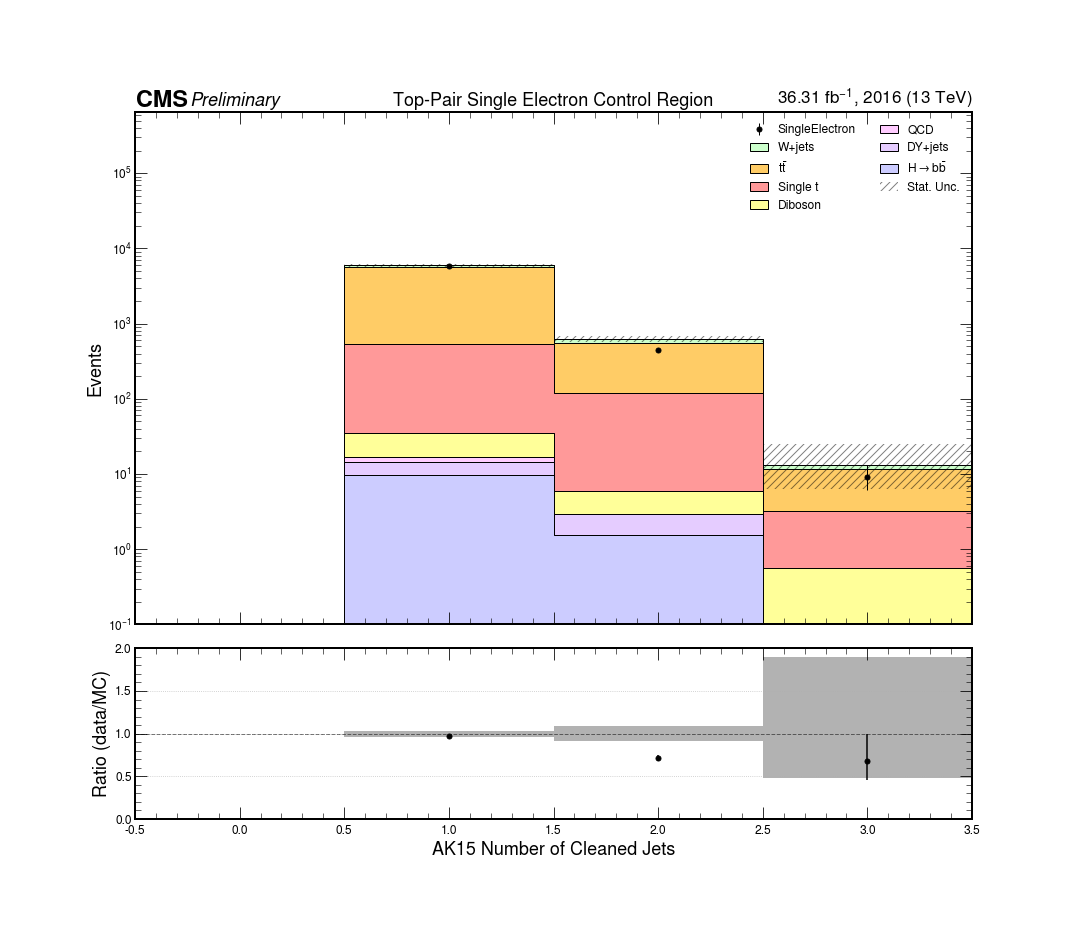 CMS Preliminary Top-Pair Single Electron Control Region 36.31 fb⁻¹, 2016 (13 TeV)
SingleElectron
W+jets
tt̄
Single t
Diboson
QCD
DY+jets
H→bb̄
Stat. Unc.
Events
10⁵
10⁴
10³
10²
10¹
10⁰
10⁻¹
Ratio (data/MC)
2.0
1.5
1.0
0.5
0.0
-0.5 0.0 0.5 1.0 1.5 2.0 2.5 3.0 3.5
AK15 Number of Cleaned Jets